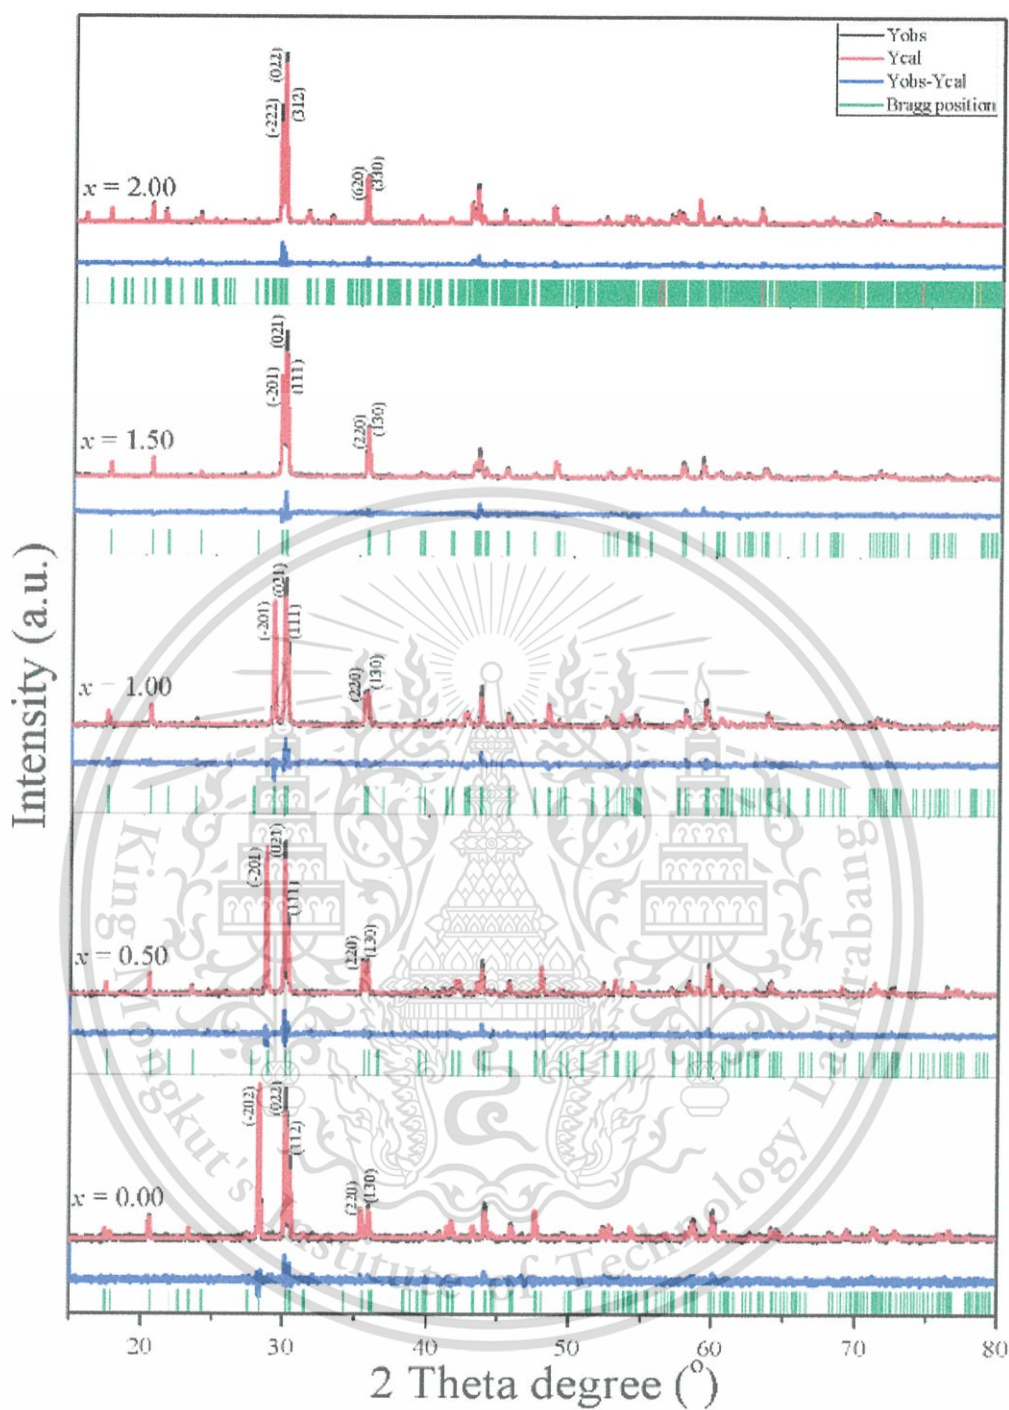 Yobs
Ycal
Yobs-Ycal
Bragg position
(-222)
(022)
(312)
(620)
(330)
x = 2.00
(-201)
(021)
(111)
(220)
(130)
x = 1.50
(-201)
(021)
(111)
(220)
(130)
x = 1.00
(-201)
(021)
(111)
(220)
(130)
x = 0.50
(-202)
(022)
(112)
(220)
(130)
x = 0.00
Intensity (a.u.)
20 30 40 50 60 70 80
2 Theta degree (°)
King Mongkut's Institute of Technology Ladkrabang